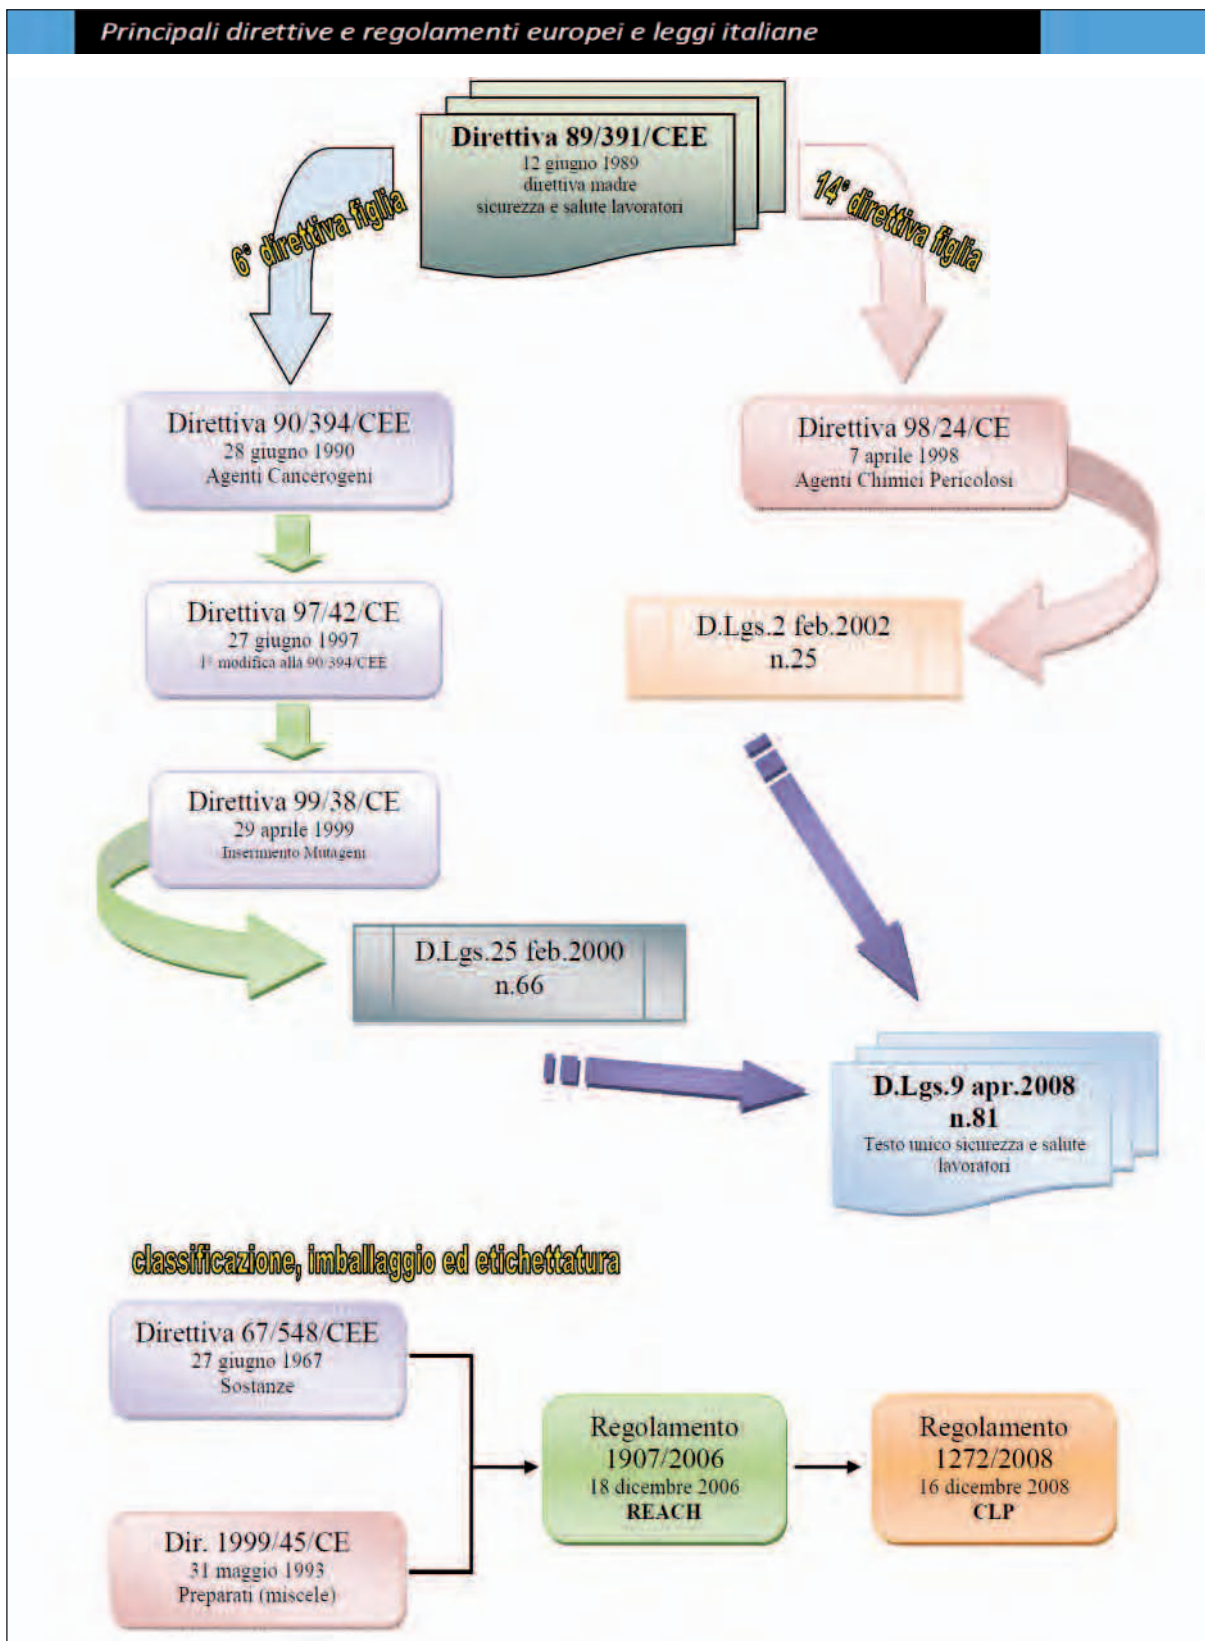 Principali direttive e regolamenti europei e leggi italiane
Direttiva 89/391/CEE
12 giugno 1989
direttiva madre
sicurezza e salute lavoratori
6° direttiva figlia
14° direttiva figlia
Direttiva 90/394/CEE
28 giugno 1990
Agenti Cancerogeni
Direttiva 98/24/CE
7 aprile 1998
Agenti Chimici Pericolosi
Direttiva 97/42/CE
27 giugno 1997
1° modifica alla 90/394/CEE
D.Lgs.2 feb.2002
n.25
Direttiva 99/38/CE
29 aprile 1999
Inserimento Mutageni
D.Lgs.25 feb.2000
n.66
D.Lgs.9 apr.2008
n.81
Testo unico sicurezza e salute
lavoratori
classificazione, imballaggio ed etichettatura
Direttiva 67/548/CEE
27 giugno 1967
Sostanze
Regolamento
1907/2006
18 dicembre 2006
REACH
Regolamento
1272/2008
16 dicembre 2008
CLP
Dir. 1999/45/CE
31 maggio 1993
Preparati (miscele)